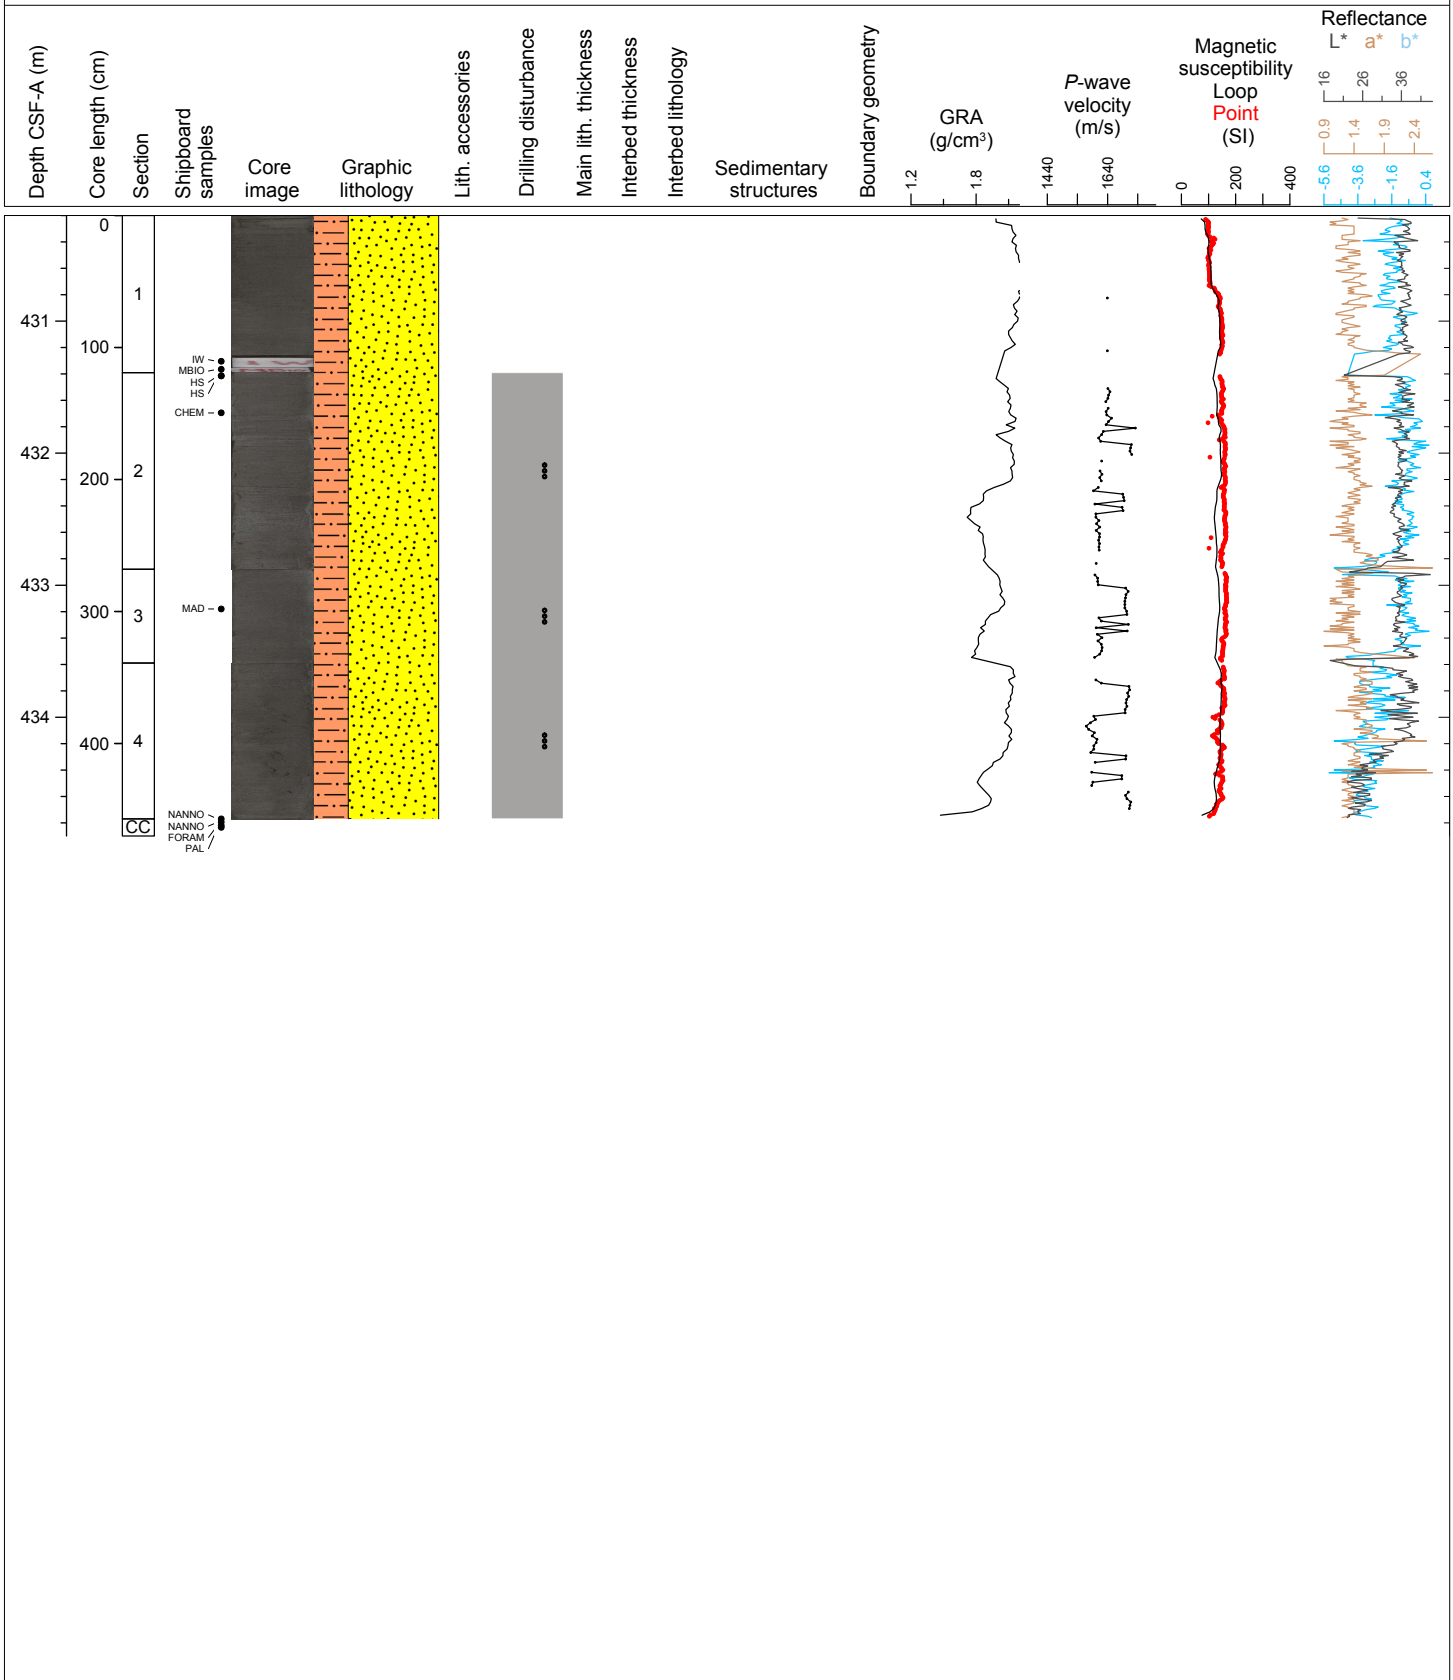 Depth CSF-A (m)
Core length (cm)
Section
Shipboard
samples
Core
image
Graphic
lithology
Lith. accessories
Drilling disturbance
Main lith. thickness
Interbed thickness
Interbed lithology
Sedimentary
structures
Boundary geometry
GRA
(g/cm³)
1.2
1.8
P-wave
velocity
(m/s)
1440
1640
Magnetic
susceptibility
Loop
Point
(SI)
0
200
400
Reflectance
L* a* b*
16
26
36
0.9
1.4
1.9
2.4
-5.6
-3.6
-1.6
0.4
431
432
433
434
0
100
200
300
400
1
2
3
4
CC
IW
MBIO
HS
HS
CHEM
MAD
NANNO
NANNO
FORAM
PAL